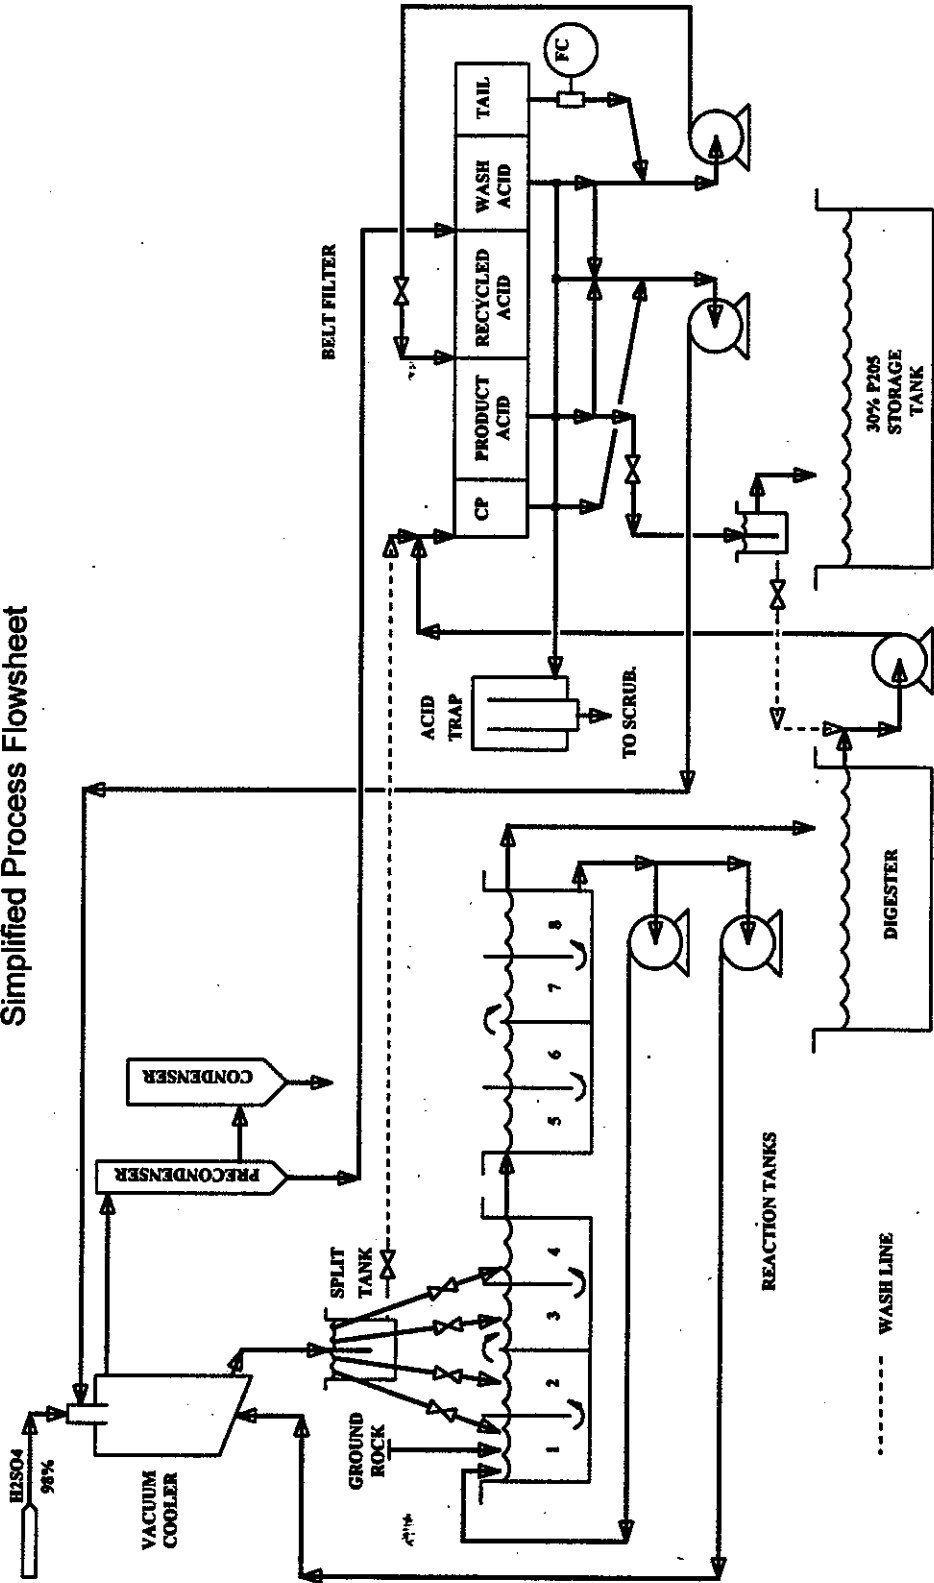 Simplified Process Flowsheet
H2SO4
98%
VACUUM
COOLER
PRECONDENSER
CONDENSER
SPLIT
TANK
GROUND
ROCK
1
2
3
4
5
6
7
8
REACTION TANKS
WASH LINE
BELT FILTER
CP
PRODUCT
ACID
RECYCLED
ACID
WASH
ACID
TAIL
FC
ACID
TRAP
TO SCRUB.
DIGESTER
30% P205
STORAGE
TANK